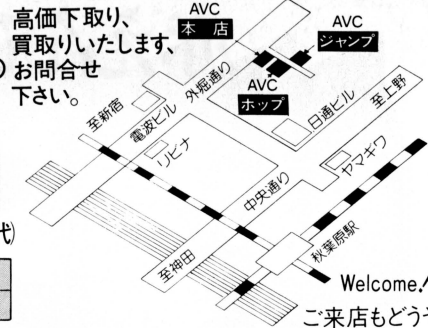 高価下取り、
買取りいたします、
お問合せ
下さい。
AVC
本 店
AVC
ジャンプ
AVC
ホップ
外堀通り
至新宿
電波ビル
リビナ
日通ビル
至上野
ヤマギワ
中央通り
至神田
秋葉原駅
代)
Welcome!
ご来店もどうぞ